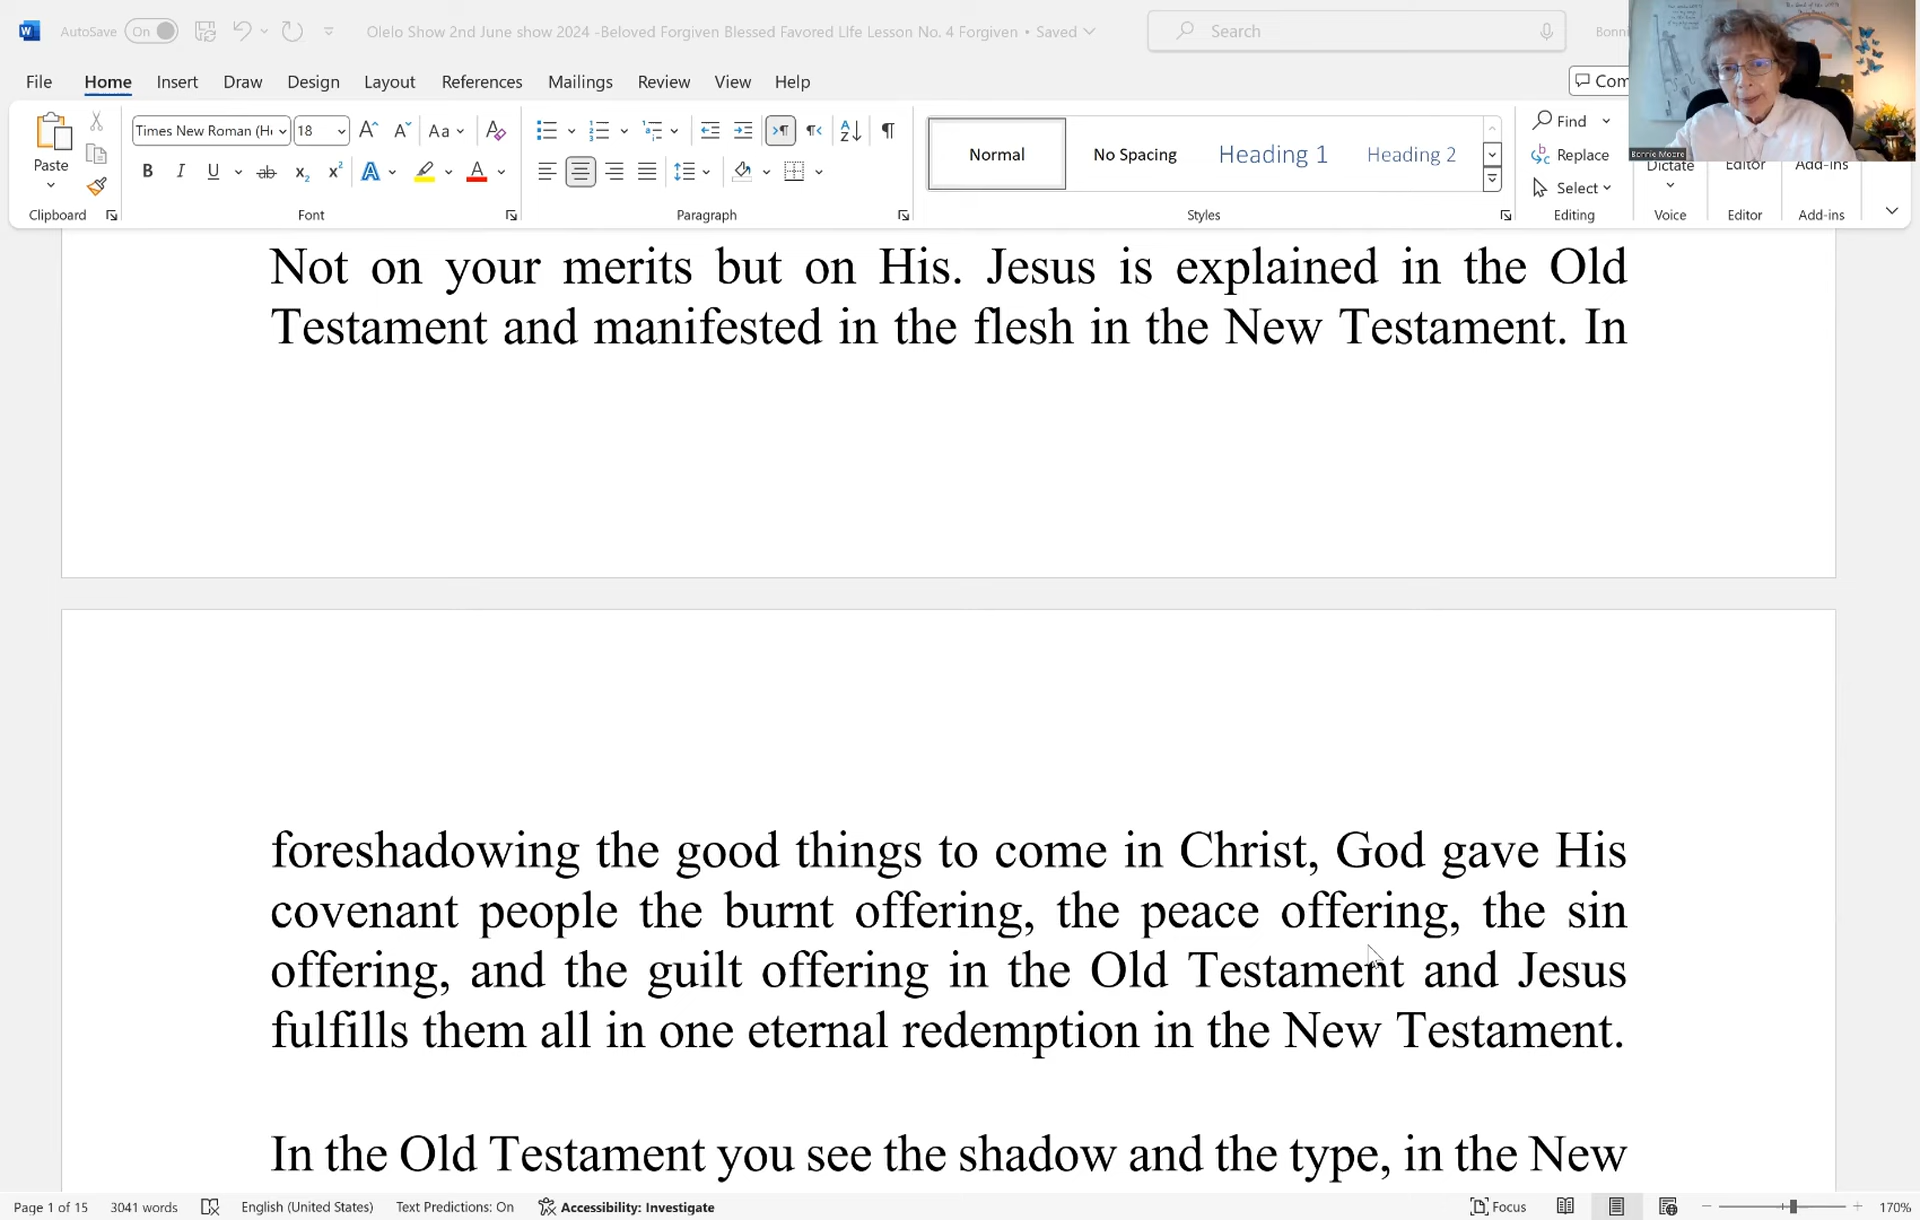 AutoSave On Olelo Show 2nd June show 2024 -Beloved Forgiven Blessed Favored LIfe Lesson No. 4 Forgiven • Saved Search
File Home Insert Draw Design Layout References Mailings Review View Help
Bonnie Moore
Paste Times New Roman (He 18 Aa Normal No Spacing Heading 1 Heading 2 Find Replace Select Dictate Editor Add-ins
Clipboard Font Paragraph Styles Editing Voice Editor Add-ins
Not on your merits but on His. Jesus is explained in the Old
Testament and manifested in the flesh in the New Testament. In
foreshadowing the good things to come in Christ, God gave His
covenant people the burnt offering, the peace offering, the sin
offering, and the guilt offering in the Old Testament and Jesus
fulfills them all in one eternal redemption in the New Testament.
In the Old Testament you see the shadow and the type, in the New
Page 1 of 15 3041 words English (United States) Text Predictions: On Accessibility: Investigate Focus 170%